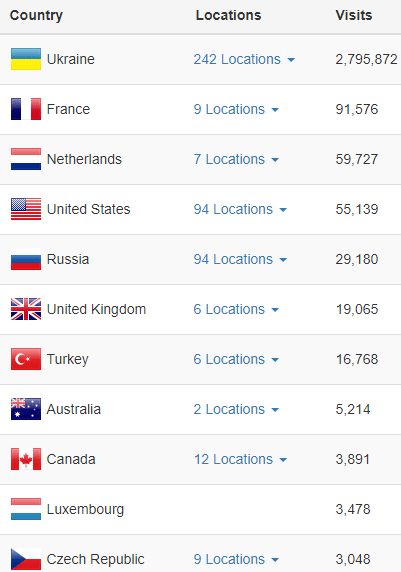 Country Locations Visits
Ukraine 242 Locations 2,795,872
France 9 Locations 91,576
Netherlands 7 Locations 59,727
United States 94 Locations 55,139
Russia 94 Locations 29,180
United Kingdom 6 Locations 19,065
Turkey 6 Locations 16,768
Australia 2 Locations 5,214
Canada 12 Locations 3,891
Luxembourg 3,478
Czech Republic 9 Locations 3,048